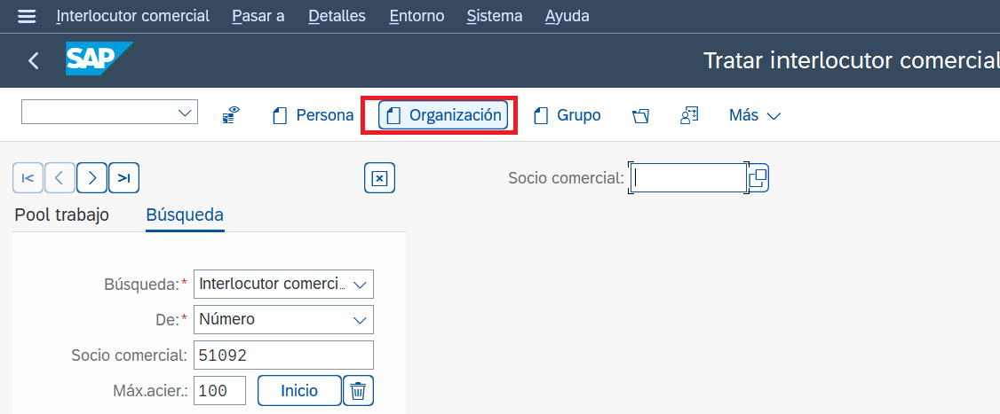 Interlocutor comercial Pasar a Detalles Entorno Sistema Ayuda
SAP Tratar interlocutor comercial
Persona Organización Grupo Más
Socio comercial:
Pool trabajo Búsqueda
Búsqueda:* Interlocutor comerci...
De:* Número
Socio comercial: 51092
Máx.acier.: 100 Inicio